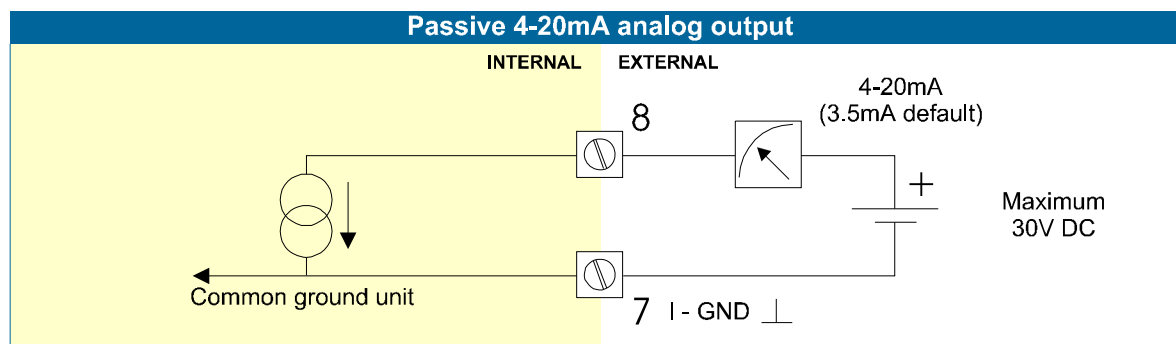 Passive 4-20mA analog output
INTERNAL EXTERNAL
8
4-20mA
(3.5mA default)
+
Maximum
30V DC
Common ground unit
7 I - GND ⊥